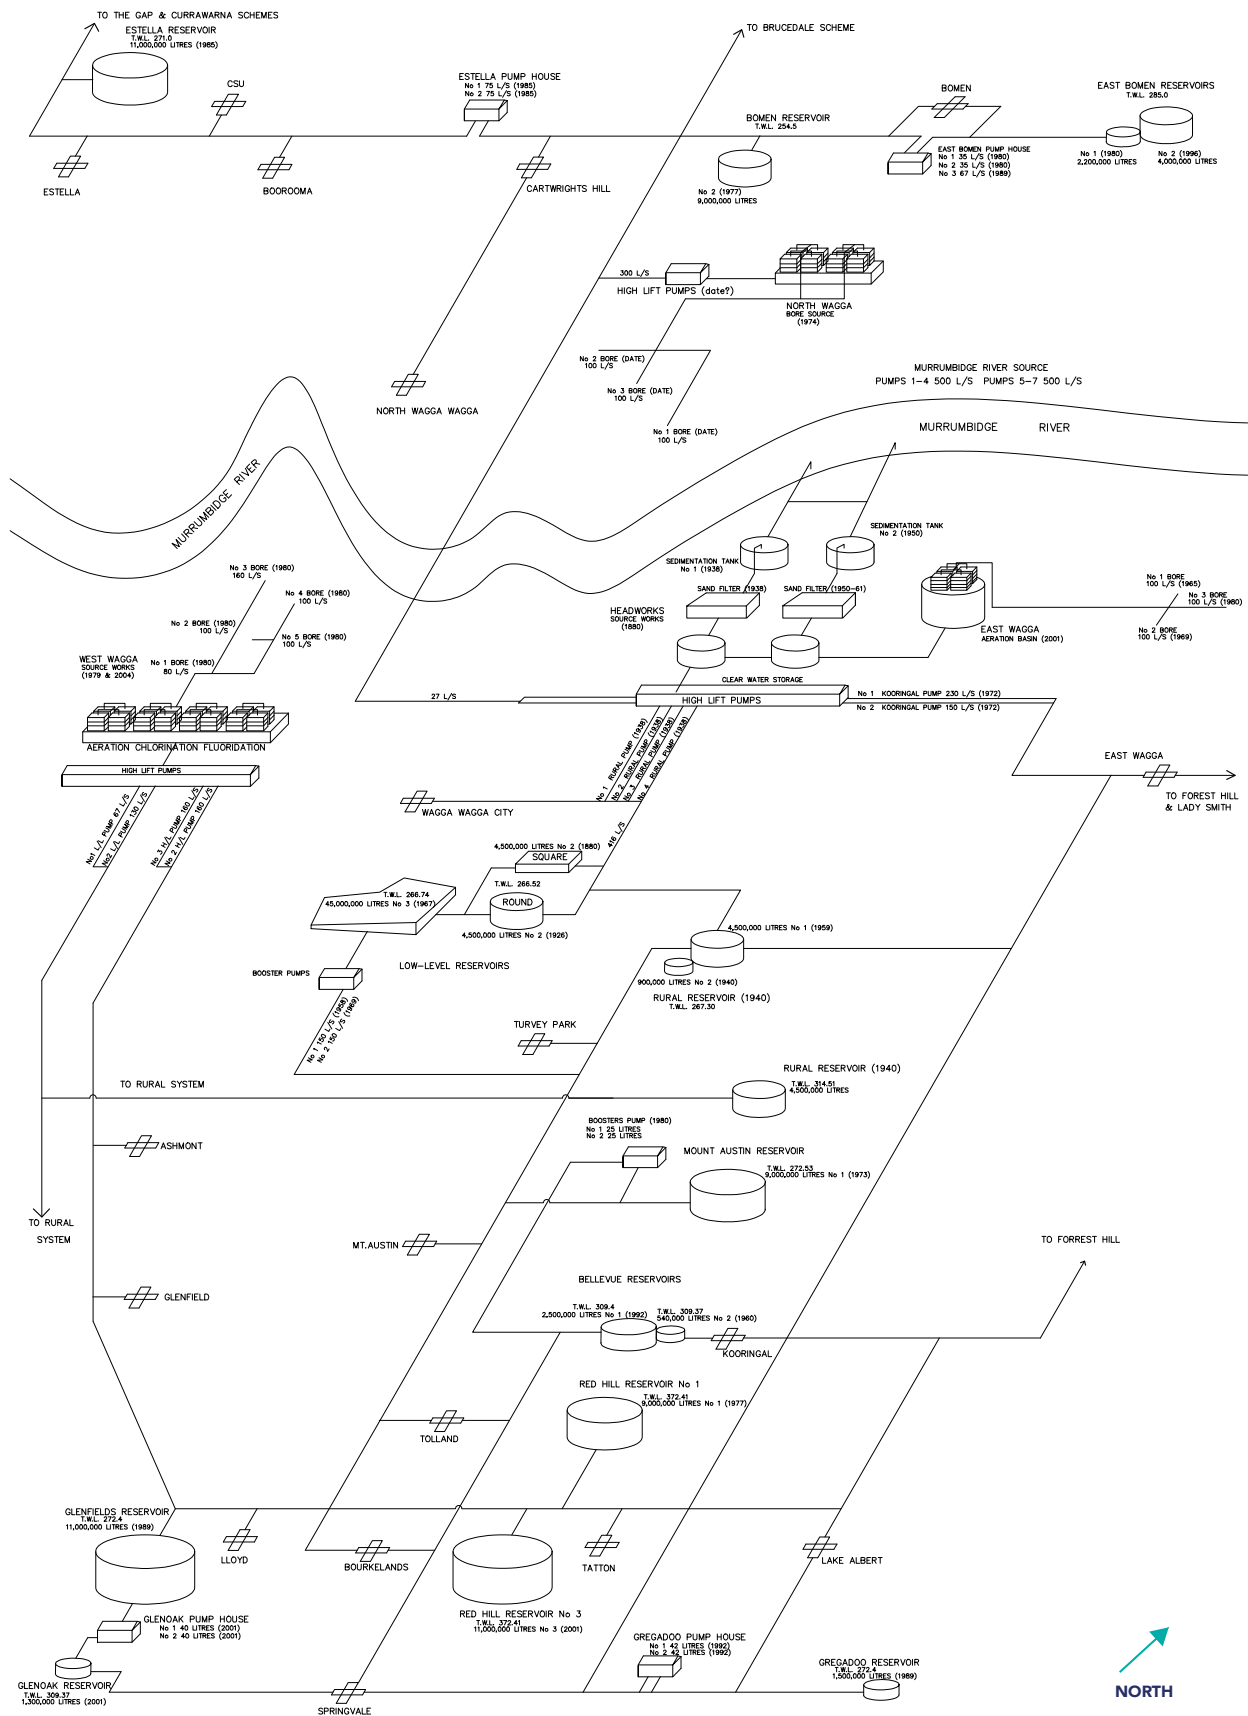 TO THE GAP & CURRAWARNA SCHEMES
ESTELLA RESERVOIR
T.W.L. 271.0
11,000,000 LITRES (1985)
CSU
ESTELLA PUMP HOUSE
No 1 75 L/S (1985)
No 2 75 L/S (1985)
TO BRUCEDALE SCHEME
BOMEN RESERVOIR
T.W.L. 254.5
No 2 (1977)
9,000,000 LITRES
BOMEN
EAST BOMEN RESERVOIRS
T.W.L. 285.0
No 1 (1980)
2,200,000 LITRES
No 2 (1996)
4,000,000 LITRES
EAST BOMEN PUMP HOUSE
No 1 35 L/S (1980)
No 2 35 L/S (1980)
No 3 67 L/S (1989)
ESTELLA
BOOROOMA
CARTWRIGHTS HILL
300 L/S
HIGH LIFT PUMPS (date?)
NORTH WAGGA
BORE SOURCE
(1974)
No 2 BORE (DATE)
100 L/S
No 3 BORE (DATE)
100 L/S
No 1 BORE (DATE)
100 L/S
NORTH WAGGA WAGGA
MURRUMBIDGE RIVER SOURCE
PUMPS 1-4 500 L/S PUMPS 5-7 500 L/S
MURRUMBIDGE RIVER
MURRUMBIDGE RIVER
SEDIMENTATION TANK
No 2 (1950)
SEDIMENTATION TANK
No 1 (1938)
SAND FILTER (1938)
SAND FILTER (1950-61)
HEADWORKS
SOURCE WORKS
(1880)
EAST WAGGA
AERATION BASIN (2001)
No 1 BORE
100 L/S (1965)
No 3 BORE
100 L/S (1980)
No 2 BORE
100 L/S (1969)
No 3 BORE (1980)
160 L/S
No 4 BORE (1980)
100 L/S
No 2 BORE (1980)
100 L/S
No 5 BORE (1980)
100 L/S
No 1 BORE (1980)
80 L/S
WEST WAGGA
SOURCE WORKS
(1979 & 2004)
AERATION CHLORINATION FLUORIDATION
HIGH LIFT PUMPS
No1 L/L PUMP 67 L/S
No2 L/L PUMP 130 L/S
No 3 H/L PUMP 160 L/S
No 2 H/L PUMP 160 L/S
27 L/S
CLEAR WATER STORAGE
HIGH LIFT PUMPS
No 1 KOORINGAL PUMP 230 L/S (1972)
No 2 KOORINGAL PUMP 150 L/S (1972)
No 1 RURAL PUMP (1938)
No 2 RURAL PUMP (1938)
No 3 RURAL PUMP (1938)
No 4 RURAL PUMP (1938)
EAST WAGGA
TO FOREST HILL
& LADY SMITH
WAGGA WAGGA CITY
416 L/S
4,500,000 LITRES No 2 (1880)
SQUARE
T.W.L. 266.52
ROUND
4,500,000 LITRES No 2 (1926)
T.W.L. 266.74
45,000,000 LITRES No 3 (1967)
LOW-LEVEL RESERVOIRS
BOOSTER PUMPS
No 1 150 L/S (1958)
No 2 150 L/S (1969)
4,500,000 LITRES No 1 (1959)
900,000 LITRES No 2 (1940)
RURAL RESERVOIR (1940)
T.W.L. 267.30
TURVEY PARK
TO RURAL SYSTEM
RURAL RESERVOIR (1940)
T.W.L. 314.51
4,500,000 LITRES
BOOSTERS PUMP (1980)
No 1 25 LITRES
No 2 25 LITRES
ASHMONT
MOUNT AUSTIN RESERVOIR
T.W.L. 272.53
9,000,000 LITRES No 1 (1973)
TO RURAL
SYSTEM
MT.AUSTIN
TO FORREST HILL
GLENFIELD
BELLEVUE RESERVOIRS
T.W.L. 309.4
2,500,000 LITRES No 1 (1992)
T.W.L. 309.37
540,000 LITRES No 2 (1960)
KOORINGAL
RED HILL RESERVOIR No 1
T.W.L. 372.41
9,000,000 LITRES No 1 (1977)
TOLLAND
GLENFIELDS RESERVOIR
T.W.L. 272.4
11,000,000 LITRES (1989)
LLOYD
BOURKELANDS
TATTON
LAKE ALBERT
RED HILL RESERVOIR No 3
T.W.L. 372.41
11,000,000 LITRES No 3 (2001)
GLENOAK PUMP HOUSE
No 1 40 LITRES (2001)
No 2 40 LITRES (2001)
GREGADOO PUMP HOUSE
No 1 42 LITRES (1992)
No 2 42 LITRES (1992)
GLENOAK RESERVOIR
T.W.L. 309.37
1,300,000 LITRES (2001)
GREGADOO RESERVOIR
T.W.L. 272.4
1,500,000 LITRES (1989)
SPRINGVALE
NORTH